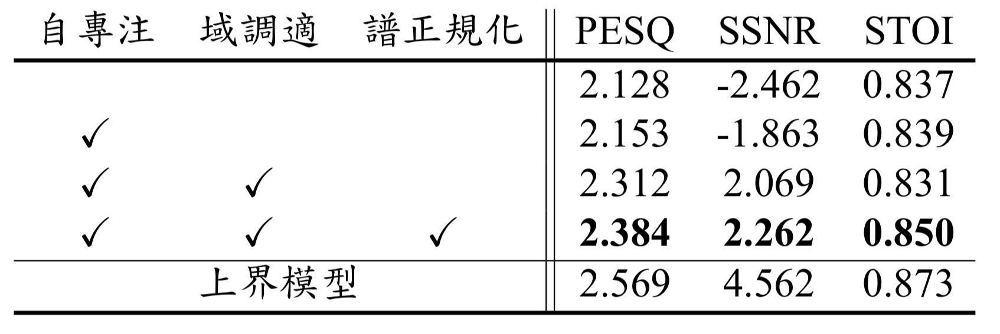 自專注 域調適 譜正規化 PESQ SSNR STOI
2.128 -2.462 0.837
✓ 2.153 -1.863 0.839
✓ ✓ 2.312 2.069 0.831
✓ ✓ ✓ 2.384 2.262 0.850
上界模型 2.569 4.562 0.873